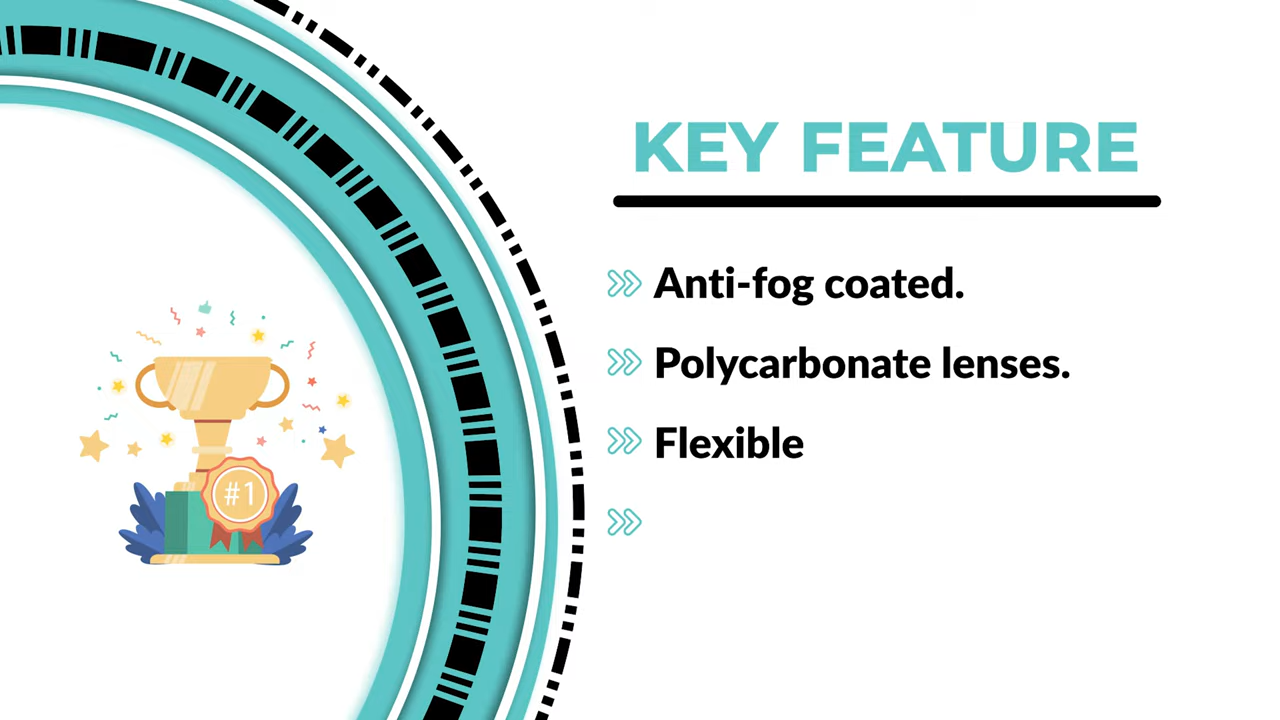 KEY FEATURE
Anti-fog coated.
Polycarbonate lenses.
Flexible
#1